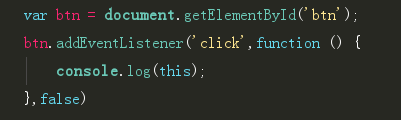 var btn = document.getElementById('btn');
btn.addEventListener('click',function () {
    console.log(this);
},false)